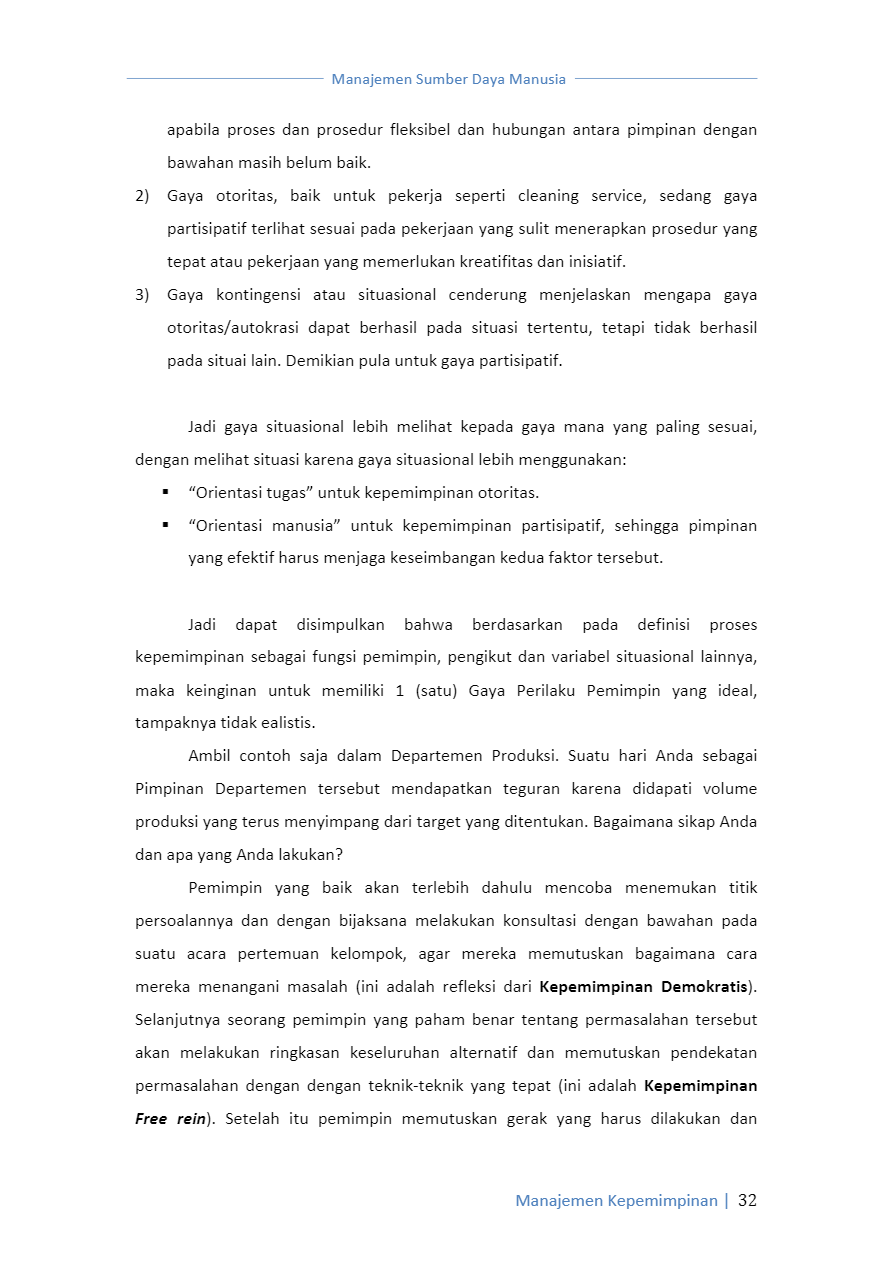 Manajemen Sumber Daya Manusia
apabila proses dan prosedur fleksibel dan hubungan antara pimpinan dengan
bawahan masih belum baik.
2) Gaya otoritas, baik untuk pekerja seperti cleaning service, sedang gaya
partisipatif terlihat sesuai pada pekerjaan yang sulit menerapkan prosedur yang
tepat atau pekerjaan yang memerlukan kreatifitas dan inisiatif.
3) Gaya kontingensi atau situasional cenderung menjelaskan mengapa gaya
otoritas/autokrasi dapat berhasil pada situasi tertentu, tetapi tidak berhasil
pada situai lain. Demikian pula untuk gaya partisipatif.
Jadi gaya situasional lebih melihat kepada gaya mana yang paling sesuai,
dengan melihat situasi karena gaya situasional lebih menggunakan:
▪ “Orientasi tugas” untuk kepemimpinan otoritas.
▪ “Orientasi manusia” untuk kepemimpinan partisipatif, sehingga pimpinan
yang efektif harus menjaga keseimbangan kedua faktor tersebut.
Jadi dapat disimpulkan bahwa berdasarkan pada definisi proses
kepemimpinan sebagai fungsi pemimpin, pengikut dan variabel situasional lainnya,
maka keinginan untuk memiliki 1 (satu) Gaya Perilaku Pemimpin yang ideal,
tampaknya tidak ealistis.
Ambil contoh saja dalam Departemen Produksi. Suatu hari Anda sebagai
Pimpinan Departemen tersebut mendapatkan teguran karena didapati volume
produksi yang terus menyimpang dari target yang ditentukan. Bagaimana sikap Anda
dan apa yang Anda lakukan?
Pemimpin yang baik akan terlebih dahulu mencoba menemukan titik
persoalannya dan dengan bijaksana melakukan konsultasi dengan bawahan pada
suatu acara pertemuan kelompok, agar mereka memutuskan bagaimana cara
mereka menangani masalah (ini adalah refleksi dari Kepemimpinan Demokratis).
Selanjutnya seorang pemimpin yang paham benar tentang permasalahan tersebut
akan melakukan ringkasan keseluruhan alternatif dan memutuskan pendekatan
permasalahan dengan dengan teknik-teknik yang tepat (ini adalah Kepemimpinan
Free rein). Setelah itu pemimpin memutuskan gerak yang harus dilakukan dan
Manajemen Kepemimpinan | 32